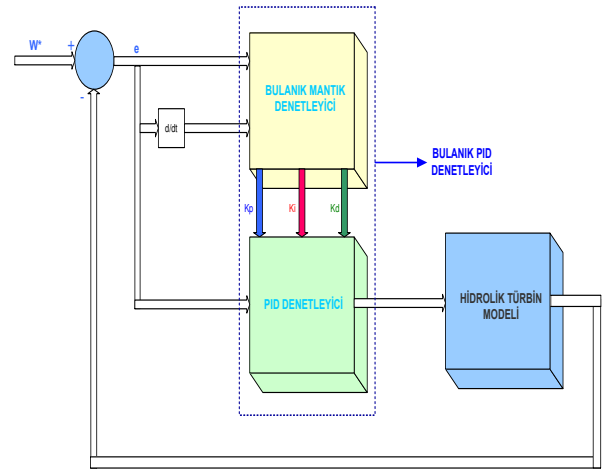 W*
+
e
-
d/dt
BULANIK MANTIK
DENETLEYİCİ
BULANIK PID
DENETLEYİCİ
Kp
Ki
Kd
PID DENETLEYİCİ
HİDROLİK TÜRBİN
MODELİ